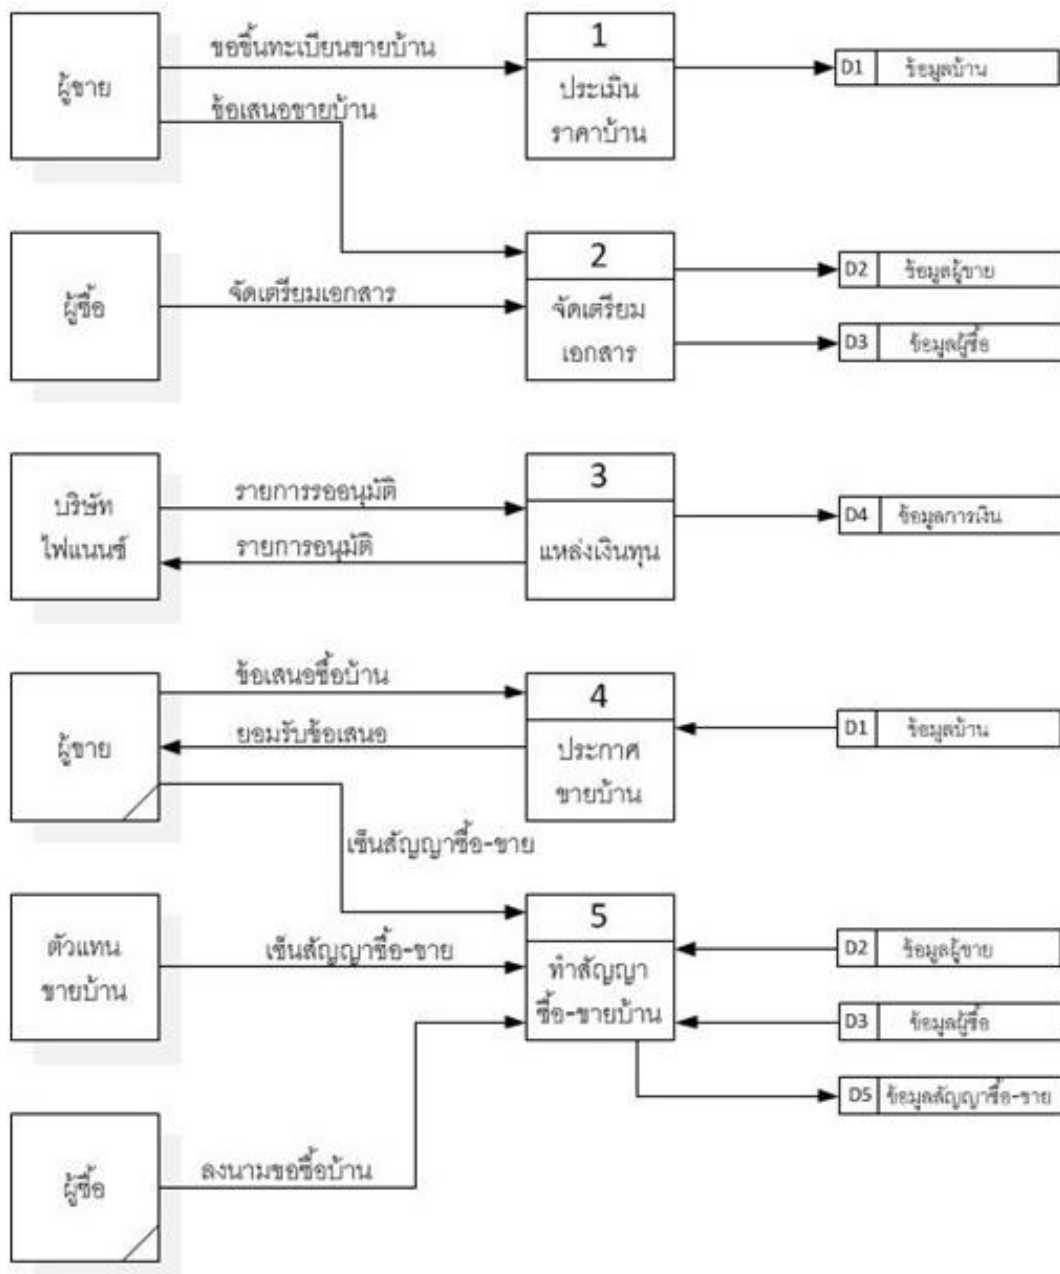 ผู้ขาย
ขอขึ้นทะเบียนขายบ้าน
ข้อเสนอขายบ้าน
1
ประเมิน
ราคาบ้าน
D1 ข้อมูลบ้าน
ผู้ซื้อ
จัดเตรียมเอกสาร
2
จัดเตรียม
เอกสาร
D2 ข้อมูลผู้ขาย
D3 ข้อมูลผู้ซื้อ
บริษัท
ไฟแนนซ์
รายการรออนุมัติ
รายการอนุมัติ
3
แหล่งเงินทุน
D4 ข้อมูลการเงิน
ผู้ขาย
ข้อเสนอซื้อบ้าน
ยอมรับข้อเสนอ
4
ประกาศ
ขายบ้าน
D1 ข้อมูลบ้าน
เซ็นสัญญาซื้อ-ขาย
ตัวแทน
ขายบ้าน
เซ็นสัญญาซื้อ-ขาย
5
ทำสัญญา
ซื้อ-ขายบ้าน
D2 ข้อมูลผู้ขาย
D3 ข้อมูลผู้ซื้อ
D5 ข้อมูลสัญญาซื้อ-ขาย
ผู้ซื้อ
ลงนามขอซื้อบ้าน